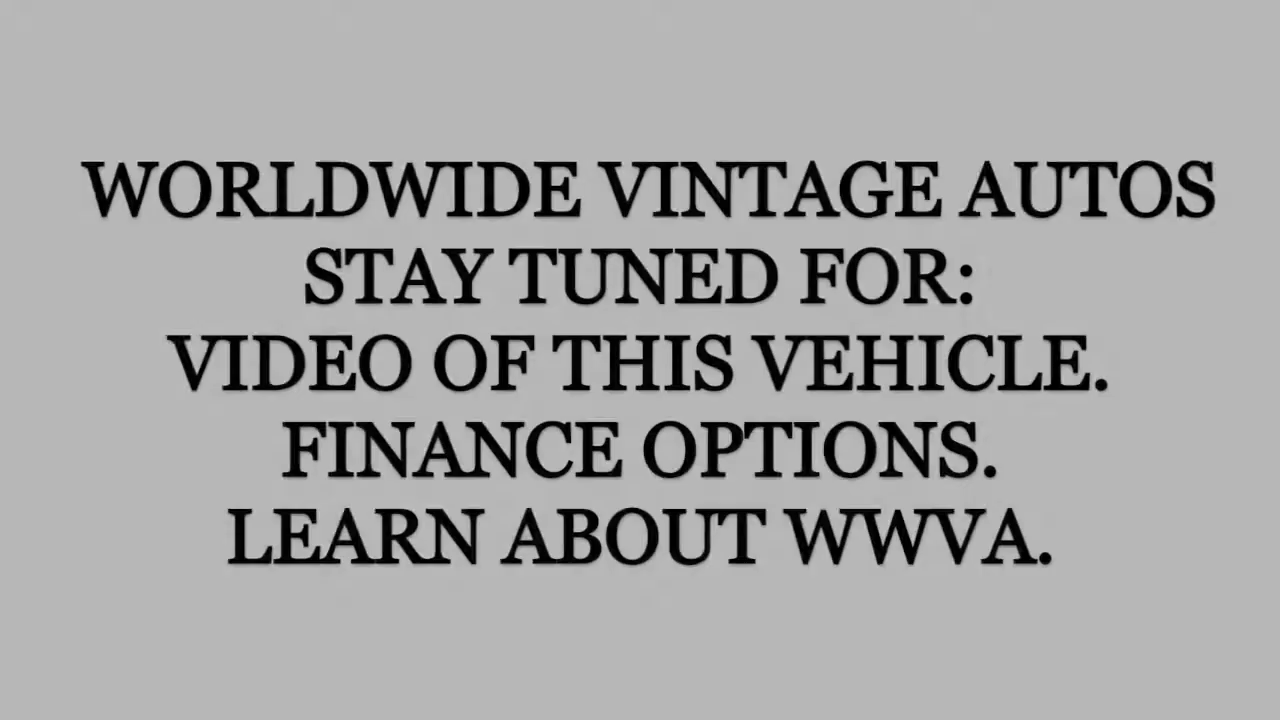 WORLDWIDE VINTAGE AUTOS
STAY TUNED FOR:
VIDEO OF THIS VEHICLE.
FINANCE OPTIONS.
LEARN ABOUT WWVA.